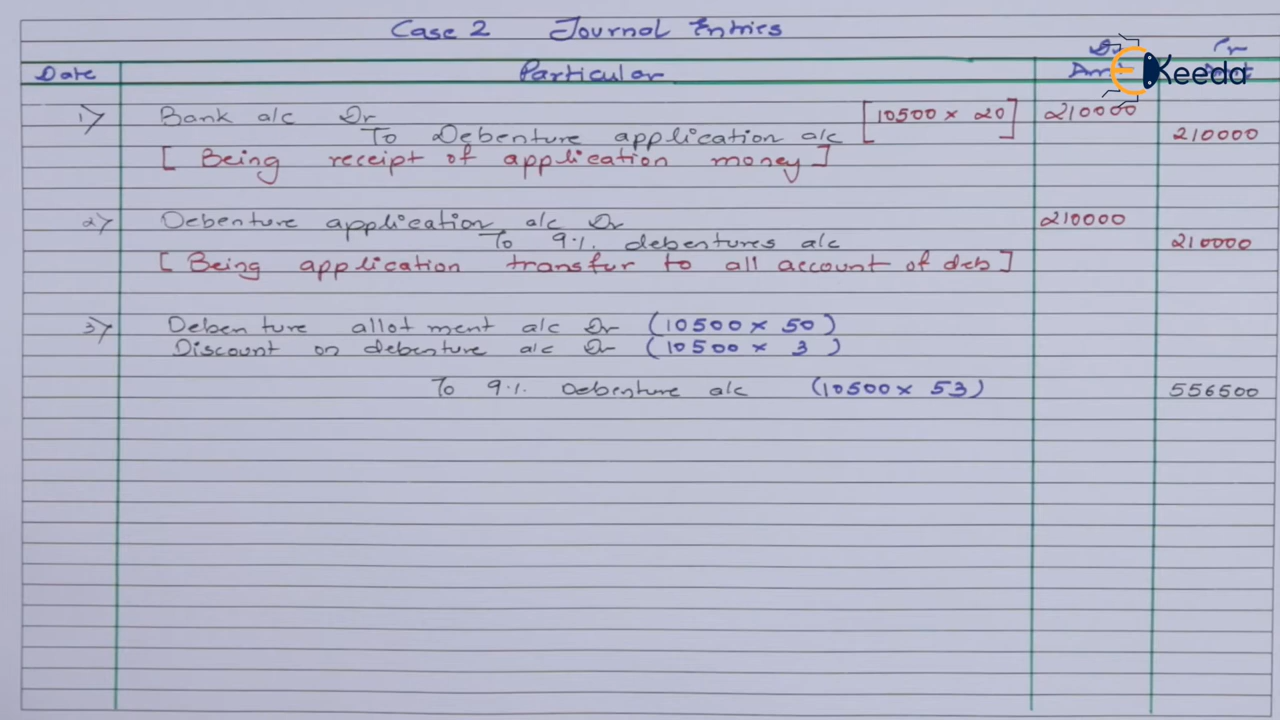 Case 2 Journal Entries
Dr Cr
Date Particular Amt
Keeda
1) Bank a/c Dr [10500 × 20] 210000
To Debenture application a/c 210000
[ Being receipt of application money ]
2) Debenture application a/c Dr 210000
To 9.1. debentures a/c 210000
[ Being application transfer to all account of deb ]
3) Debenture allotment a/c Dr (10500 × 50)
Discount on debenture a/c Dr (10500 × 3 )
To 9.1. Debenture a/c (10500 × 53) 556500